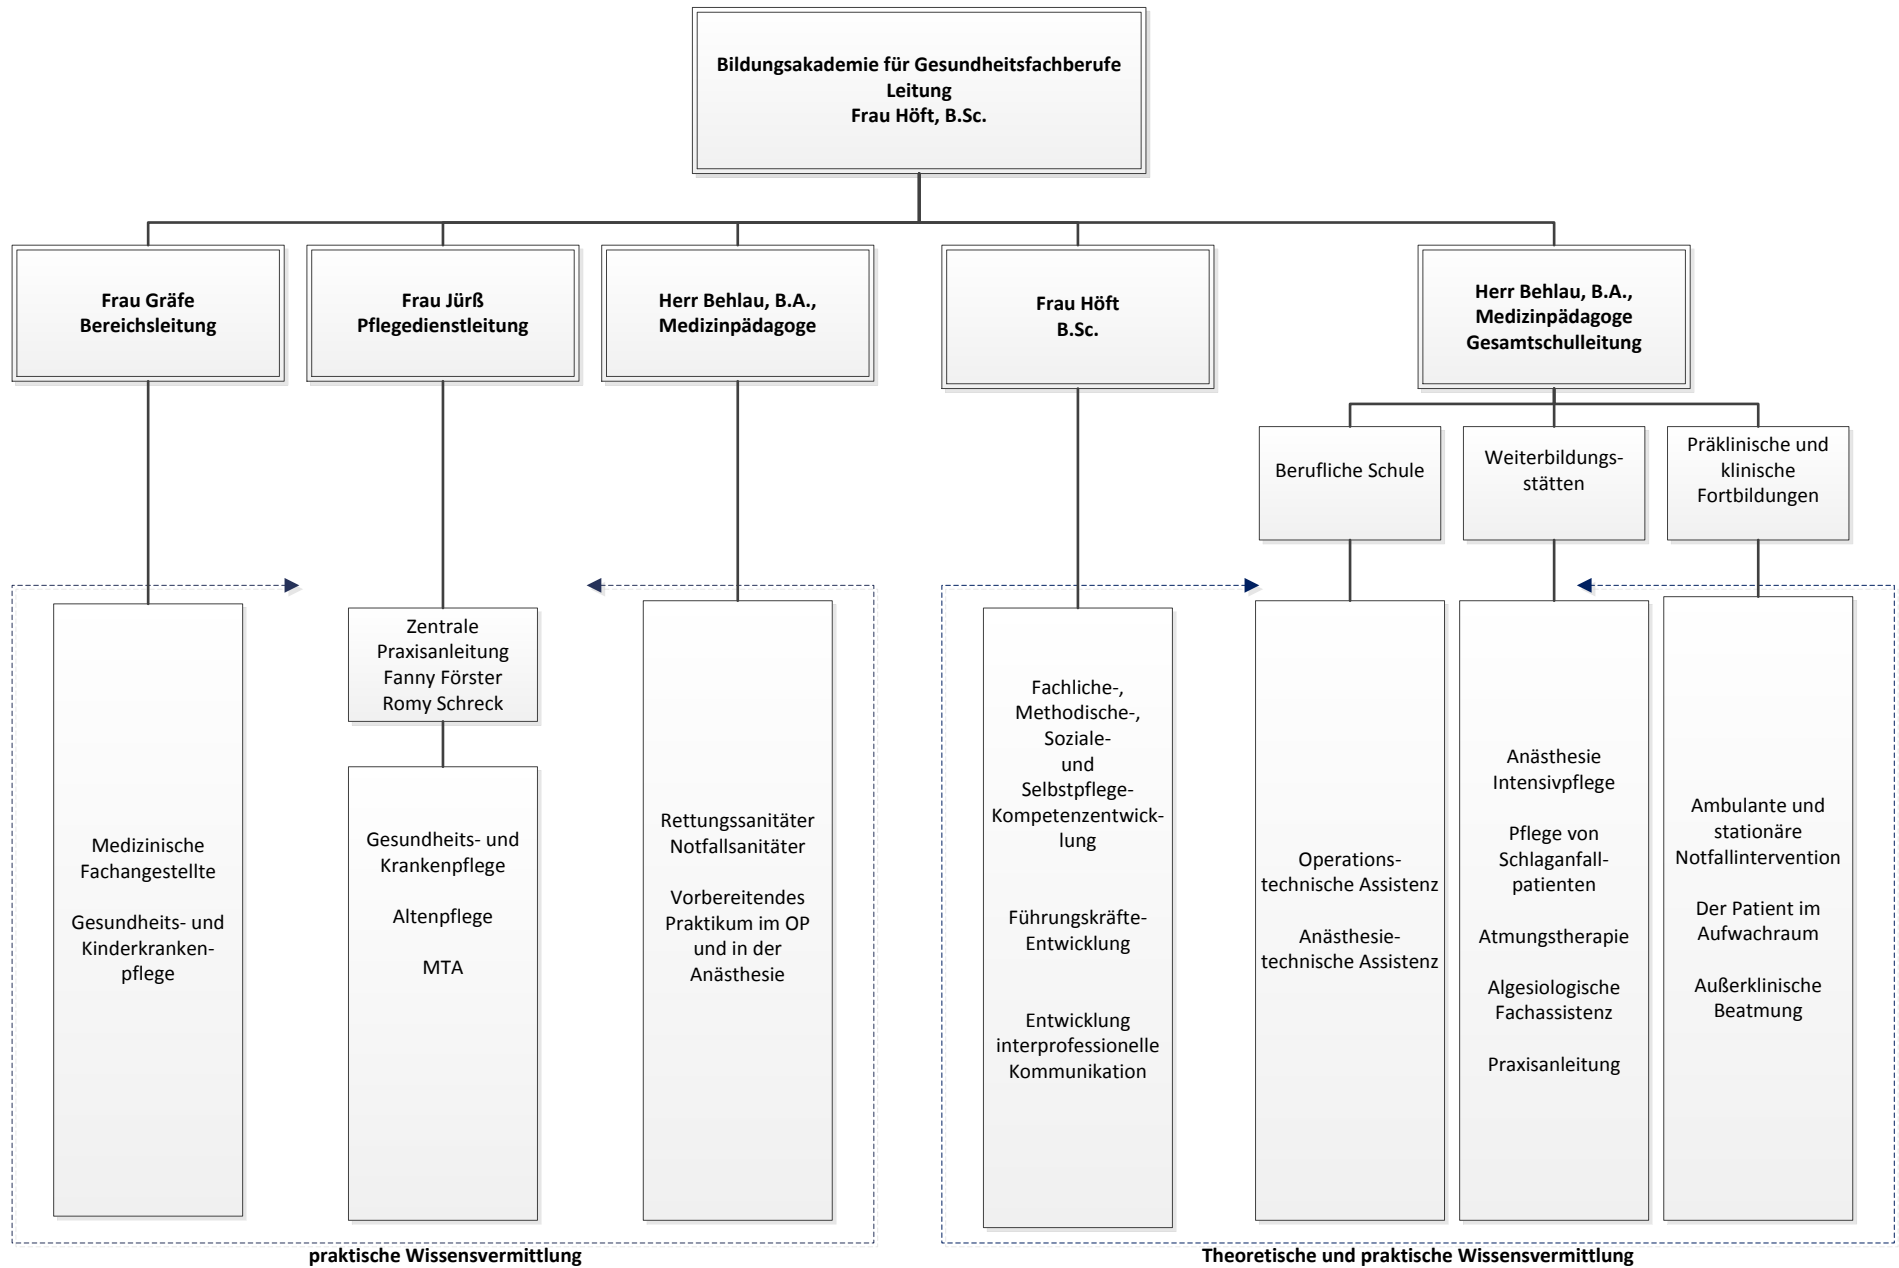 Bildungsakademie für Gesundheitsfachberufe
Leitung
Frau Höft, B.Sc.
Frau Gräfe
Bereichsleitung
Frau Jürß
Pflegedienstleitung
Herr Behlau, B.A.,
Medizinpädagoge
Frau Höft
B.Sc.
Herr Behlau, B.A.,
Medizinpädagoge
Gesamtschulleitung
Berufliche Schule
Weiterbildungs-
stätten
Präklinische und
klinische
Fortbildungen
Medizinische
Fachangestellte
Gesundheits- und
Kinderkranken-
pflege
Zentrale
Praxisanleitung
Fanny Förster
Romy Schreck
Gesundheits- und
Krankenpflege
Altenpflege
MTA
Rettungssanitäter
Notfallsanitäter
Vorbereitendes
Praktikum im OP
und in der
Anästhesie
Fachliche-,
Methodische-,
Soziale-
und
Selbstpflege-
Kompetenzentwick-
lung
Führungskräfte-
Entwicklung
Entwicklung
interprofessionelle
Kommunikation
Operations-
technische Assistenz
Anästhesie-
technische Assistenz
Anästhesie
Intensivpflege
Pflege von
Schlaganfall-
patienten
Atmungstherapie
Algesiologische
Fachassistenz
Praxisanleitung
Ambulante und
stationäre
Notfallintervention
Der Patient im
Aufwachraum
Außerklinische
Beatmung
praktische Wissensvermittlung
Theoretische und praktische Wissensvermittlung